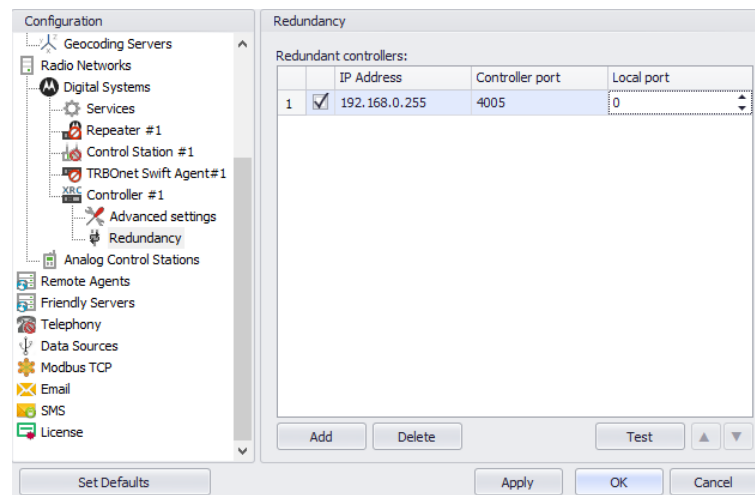 Configuration
Geocoding Servers
Radio Networks
Digital Systems
Services
Repeater #1
Control Station #1
TRBOnet Swift Agent#1
XRC Controller #1
Advanced settings
Redundancy
Analog Control Stations
Remote Agents
Friendly Servers
Telephony
Data Sources
Modbus TCP
Email
SMS
License
Set Defaults
Redundancy
Redundant controllers:
IP Address Controller port Local port
1 192.168.0.255 4005 0
Add Delete Test
Apply OK Cancel